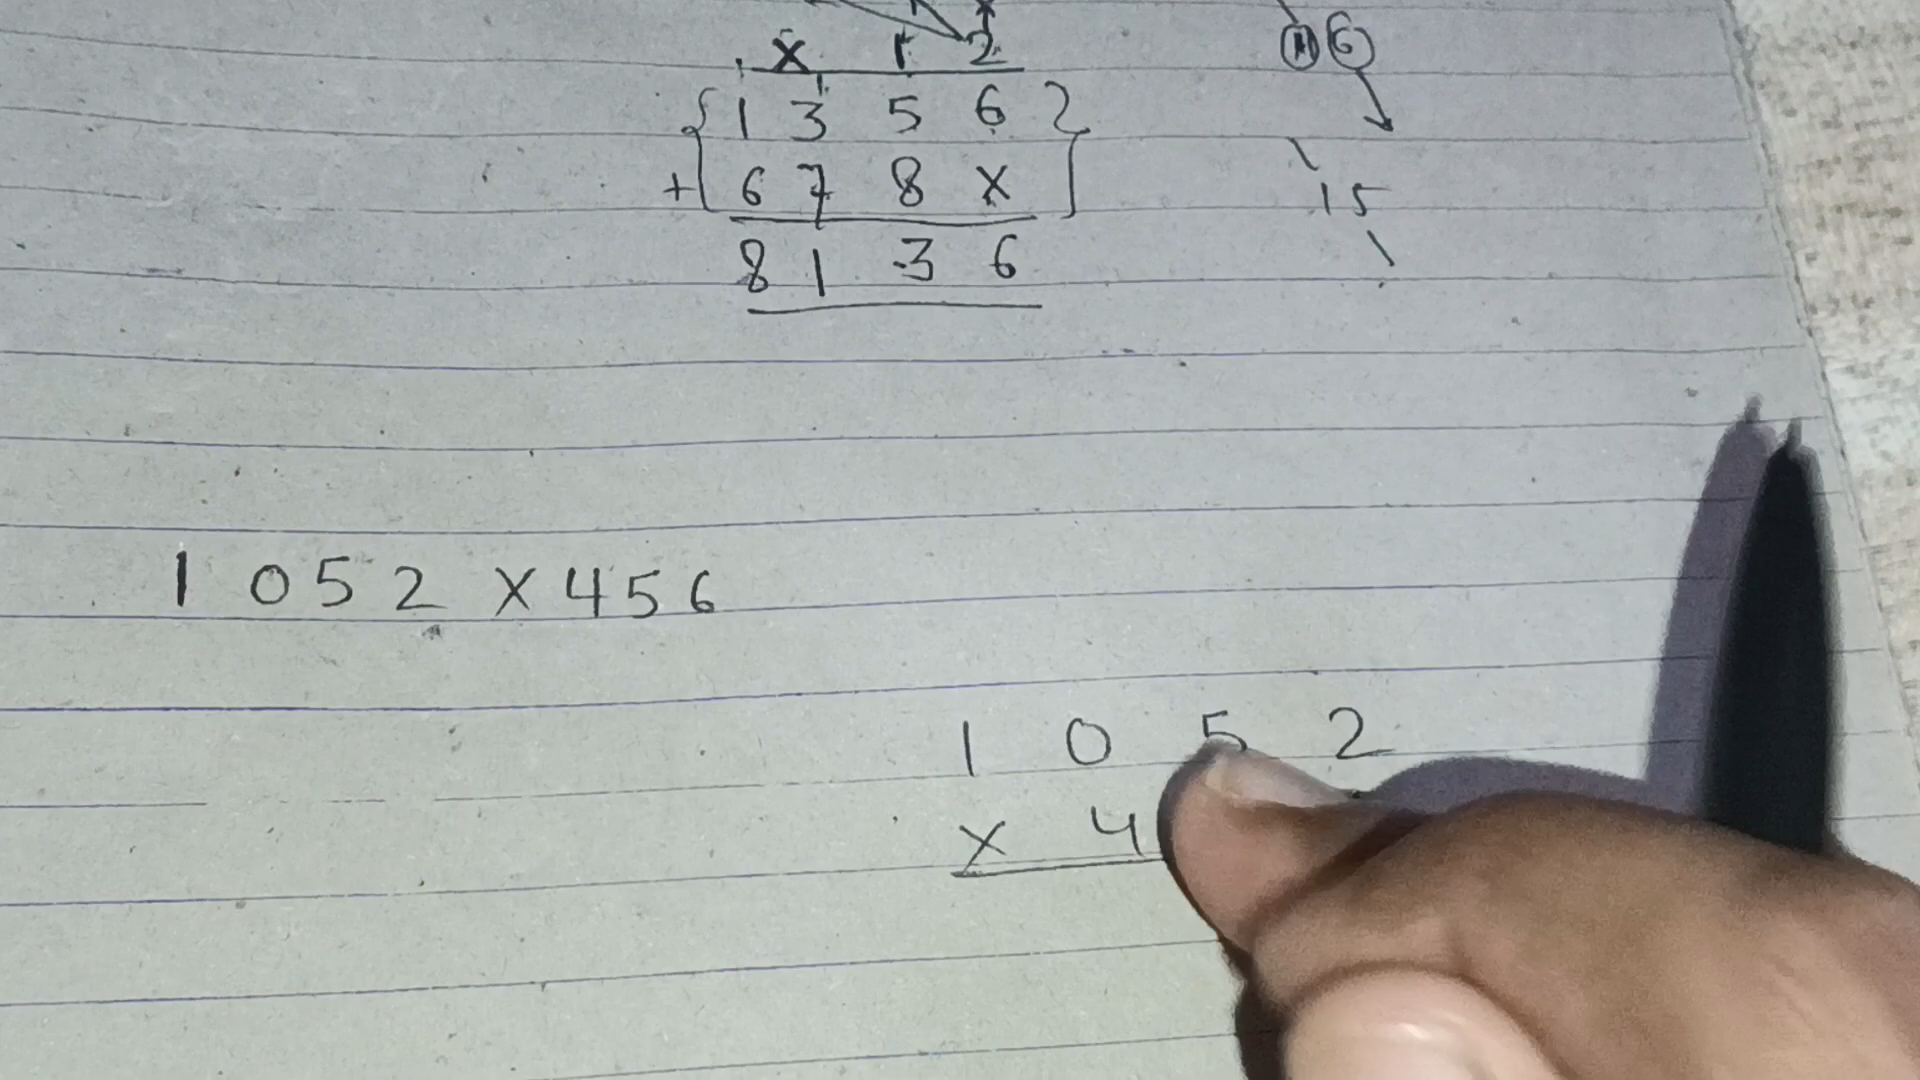 x 1 2
1 3 5 6
+ 6 7 8 x
8 1 3 6
6
15
1 0 5 2 x 4 5 6
1 0 5 2
x 4